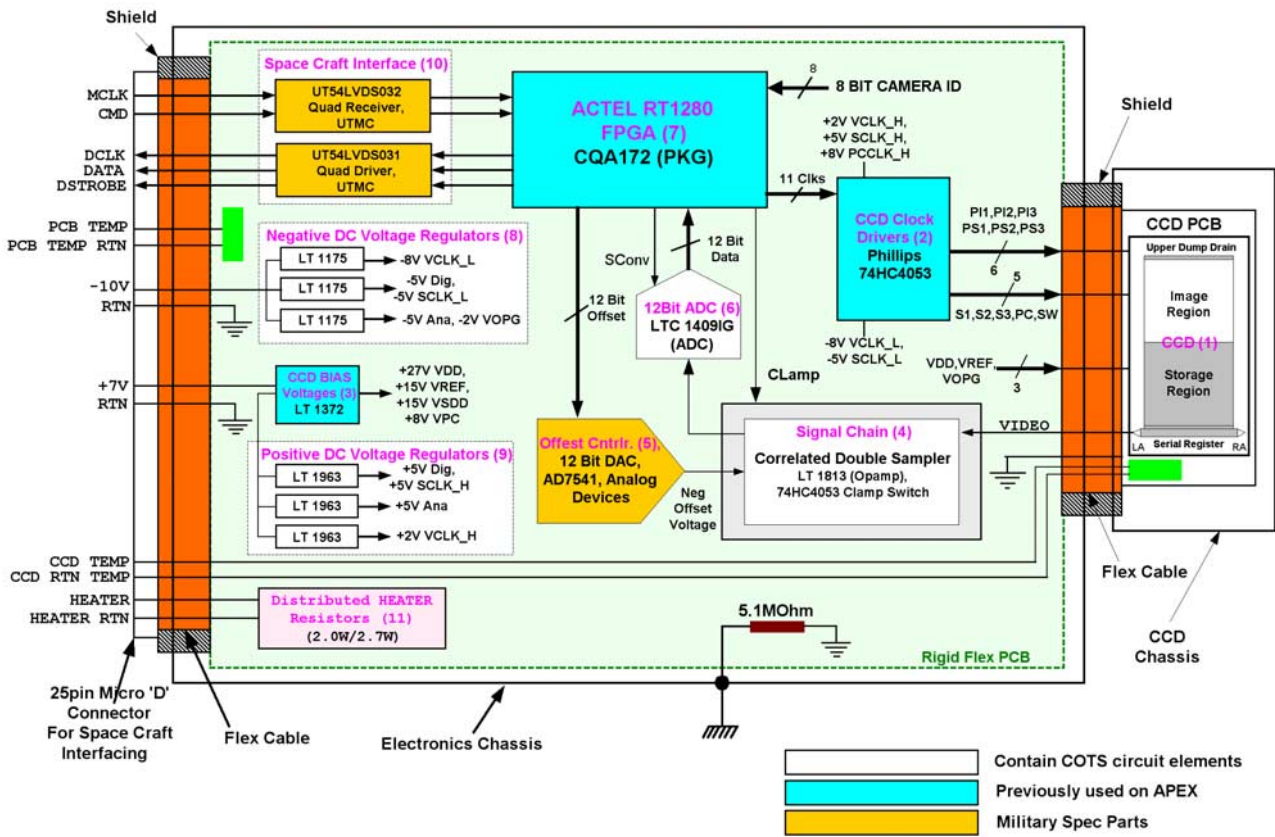 Shield
Space Craft Interface (10)
MCLK
CMD
UT54LVDS032
Quad Receiver,
UTMC
DCLK
DATA
DSTROBE
UT54LVDS031
Quad Driver,
UTMC
ACTEL RT1280
FPGA (7)
CQA172 (PKG)
8
8 BIT CAMERA ID
+2V VCLK_H,
+5V SCLK_H,
+8V PCCLK_H
11 Clks
CCD Clock
Drivers (2)
Phillips
74HC4053
-8V VCLK_L,
-5V SCLK_L
PI1,PI2,PI3
PS1,PS2,PS3
6
5
S1,S2,S3,PC,SW
VDD,VREF,
VOPG
3
Shield
CCD PCB
Upper Dump Drain
Image
Region
CCD (1)
Storage
Region
LA
RA
Serial Register
PCB TEMP
PCB TEMP RTN
-10V
RTN
Negative DC Voltage Regulators (8)
LT 1175
-8V VCLK_L
LT 1175
-5V Dig,
-5V SCLK_L
LT 1175
-5V Ana, -2V VOPG
12 Bit
Offset
SConv
12 Bit
Data
12Bit ADC (6)
LTC 1409IG
(ADC)
CLamp
+7V
RTN
CCD BIAS
Voltages (3)
LT 1372
+27V VDD,
+15V VREF,
+15V VSDD
+8V VPC
Positive DC Voltage Regulators (9)
LT 1963
+5V Dig,
+5V SCLK_H
LT 1963
+5V Ana
LT 1963
+2V VCLK_H
Offest Cntrlr. (5),
12 Bit DAC,
AD7541, Analog
Devices
Neg
Offset
Voltage
Signal Chain (4)
Correlated Double Sampler
LT 1813 (Opamp),
74HC4053 Clamp Switch
VIDEO
CCD TEMP
CCD RTN TEMP
HEATER
HEATER RTN
Distributed HEATER
Resistors (11)
(2.0W/2.7W)
5.1MOhm
Rigid Flex PCB
Flex Cable
CCD
Chassis
25pin Micro 'D'
Connector
For Space Craft
Interfacing
Flex Cable
Electronics Chassis
Contain COTS circuit elements
Previously used on APEX
Military Spec Parts